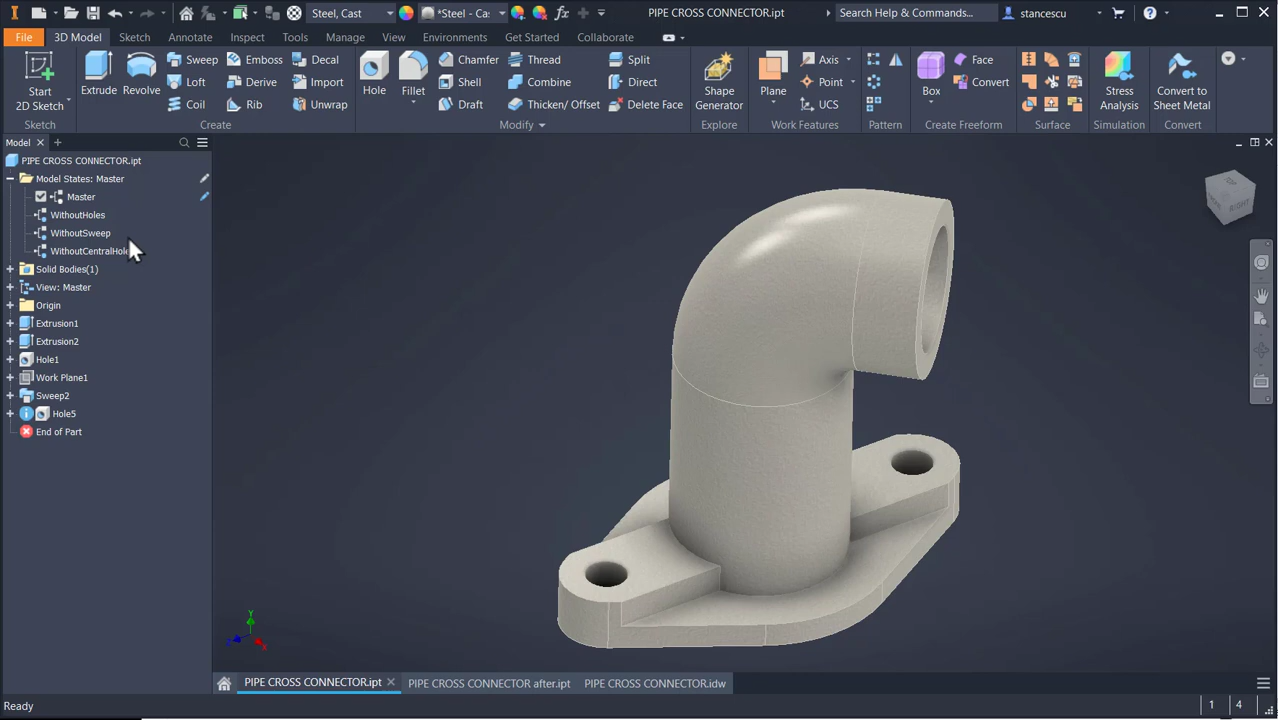 Steel, Cast
*Steel - Cas
PIPE CROSS CONNECTOR.ipt
Search Help & Commands...
stancescu
File
3D Model
Sketch
Annotate
Inspect
Tools
Manage
View
Environments
Get Started
Collaborate
Start
2D Sketch
Extrude
Revolve
Sweep
Loft
Coil
Emboss
Derive
Rib
Decal
Import
Unwrap
Hole
Fillet
Chamfer
Shell
Draft
Thread
Combine
Thicken/ Offset
Split
Direct
Delete Face
Shape
Generator
Plane
Axis
Point
UCS
Box
Face
Convert
Stress
Analysis
Convert to
Sheet Metal
Sketch
Create
Modify
Explore
Work Features
Pattern
Create Freeform
Surface
Simulation
Convert
Model
PIPE CROSS CONNECTOR.ipt
Model States: Master
Master
WithoutHoles
WithoutSweep
WithoutCentralHole
Solid Bodies(1)
View: Master
Origin
Extrusion1
Extrusion2
Hole1
Work Plane1
Sweep2
Hole5
End of Part
RIGHT
Y
Z
X
PIPE CROSS CONNECTOR.ipt
PIPE CROSS CONNECTOR after.ipt
PIPE CROSS CONNECTOR.idw
Ready
1
4